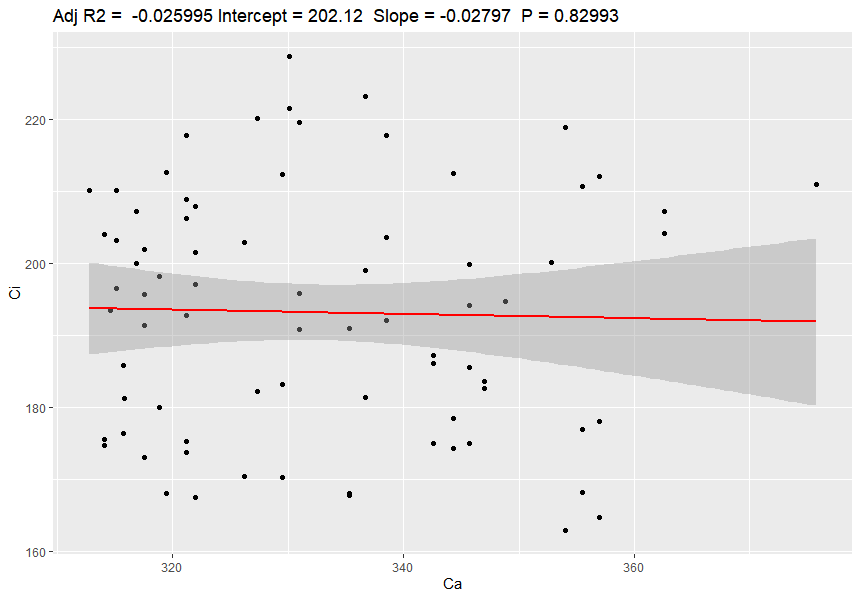 Adj R2 =  -0.025995 Intercept = 202.12  Slope = -0.02797  P = 0.82993
220
200
180
160
Ci
320
340
360
Ca